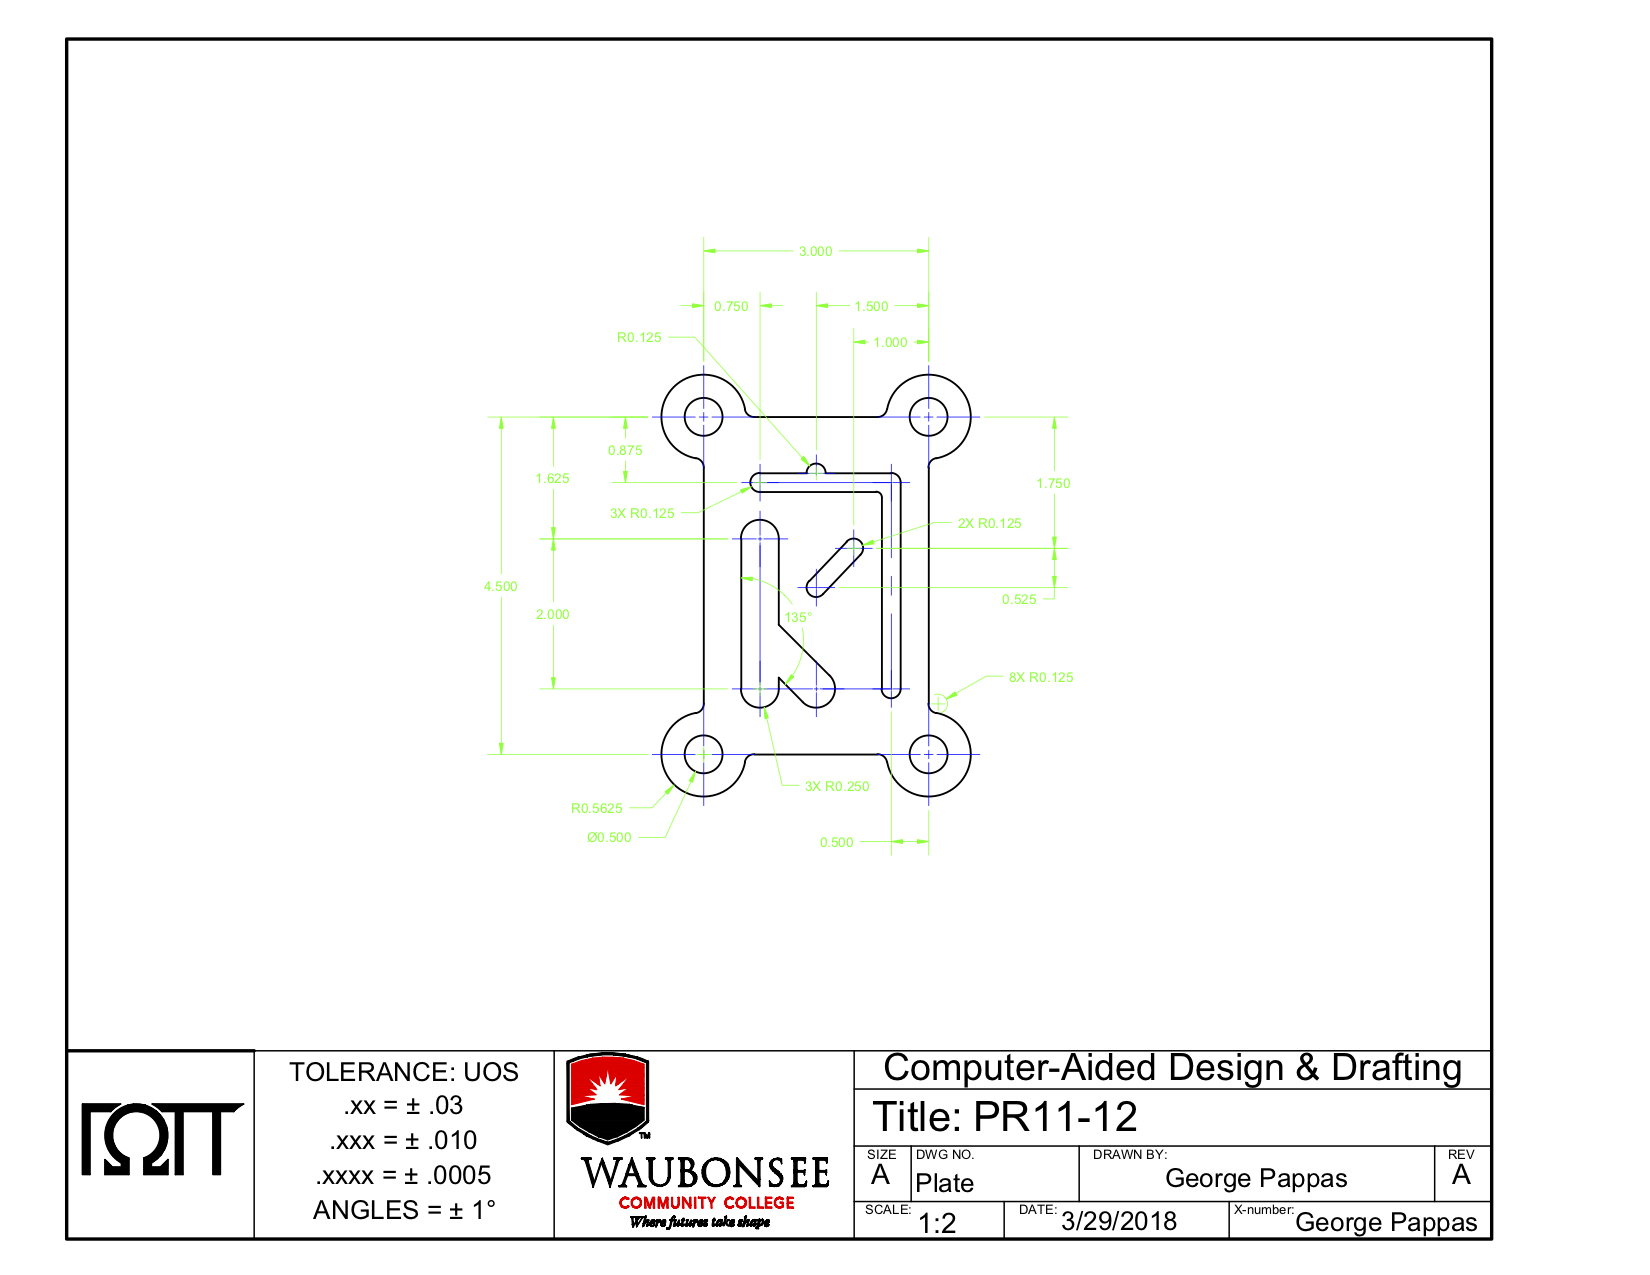 3.000
0.750
1.500
R0.125
1.000
0.875
1.625
1.750
3X R0.125
2X R0.125
4.500
0.525
2.000
135°
8X R0.125
3X R0.250
R0.5625
Ø0.500
0.500
TOLERANCE: UOS
.xx = ± .03
.xxx = ± .010
.xxxx = ± .0005
ANGLES = ± 1°
TM
WAUBONSEE
COMMUNITY COLLEGE
Where futures take shape
Computer-Aided Design & Drafting
Title: PR11-12
SIZE
A
DWG NO.
Plate
DRAWN BY:
George Pappas
REV
A
SCALE:
1:2
DATE:
3/29/2018
X-number:
George Pappas